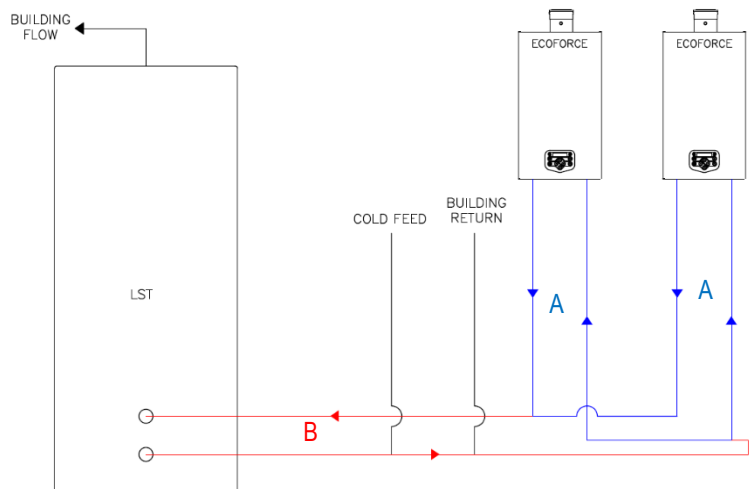 BUILDING
FLOW
ECOFORCE
ECOFORCE
BUILDING
RETURN
COLD FEED
LST
A
A
B